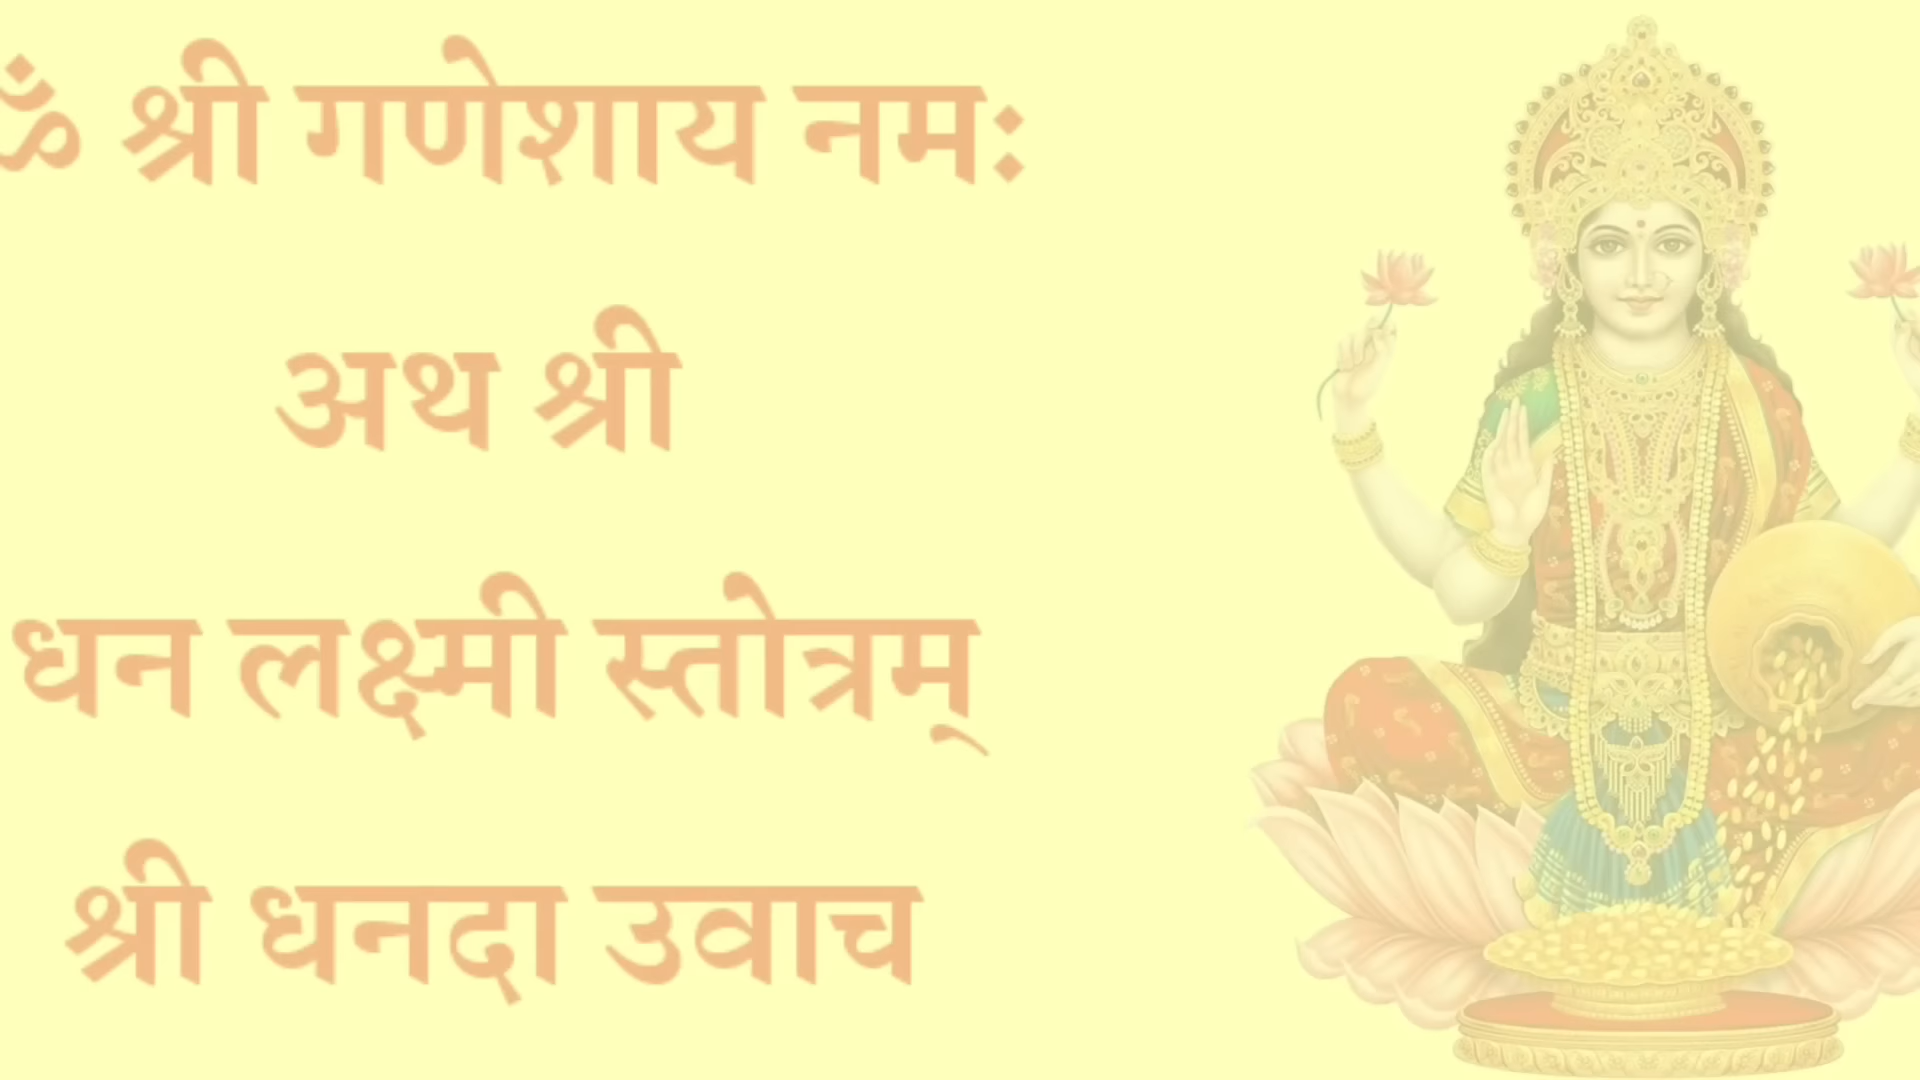 ॐ श्री गणेशाय नमः
अथ श्री
धन लक्ष्मी स्तोत्रम्
श्री धनदा उवाच